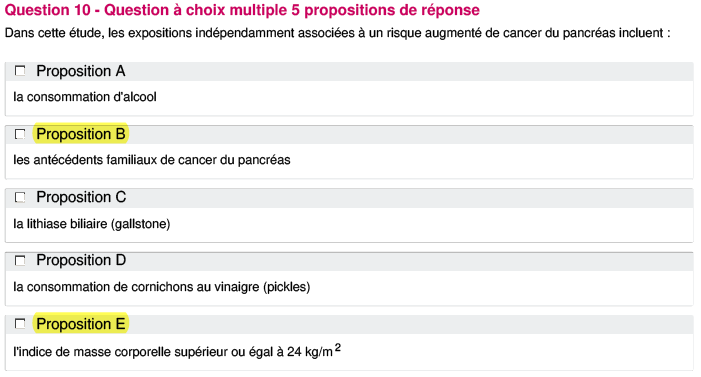 Question 10 - Question à choix multiple 5 propositions de réponse
Dans cette étude, les expositions indépendamment associées à un risque augmenté de cancer du pancréas incluent :
Proposition A
la consommation d'alcool
Proposition B
les antécédents familiaux de cancer du pancréas
Proposition C
la lithiase biliaire (gallstone)
Proposition D
la consommation de cornichons au vinaigre (pickles)
Proposition E
l'indice de masse corporelle supérieur ou égal à 24 kg/m²